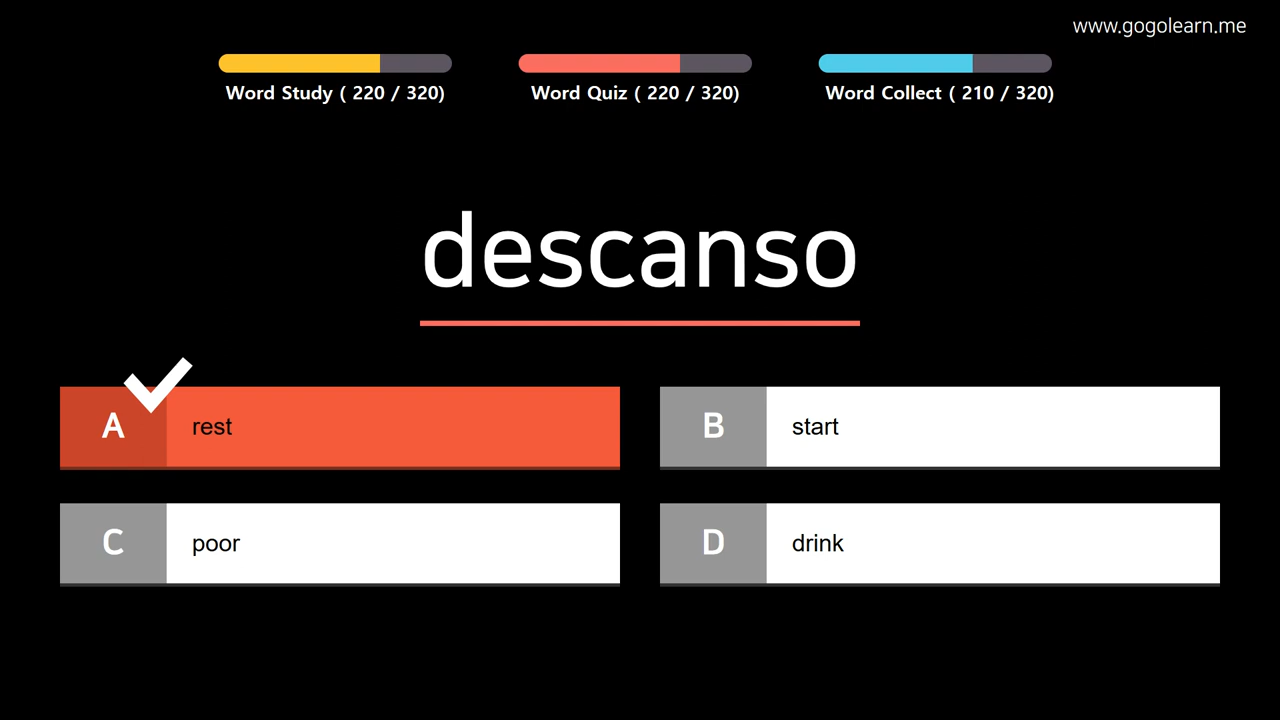 www.gogolearn.me
Word Study ( 220 / 320)
Word Quiz ( 220 / 320)
Word Collect ( 210 / 320)
descanso
A rest
B start
C poor
D drink